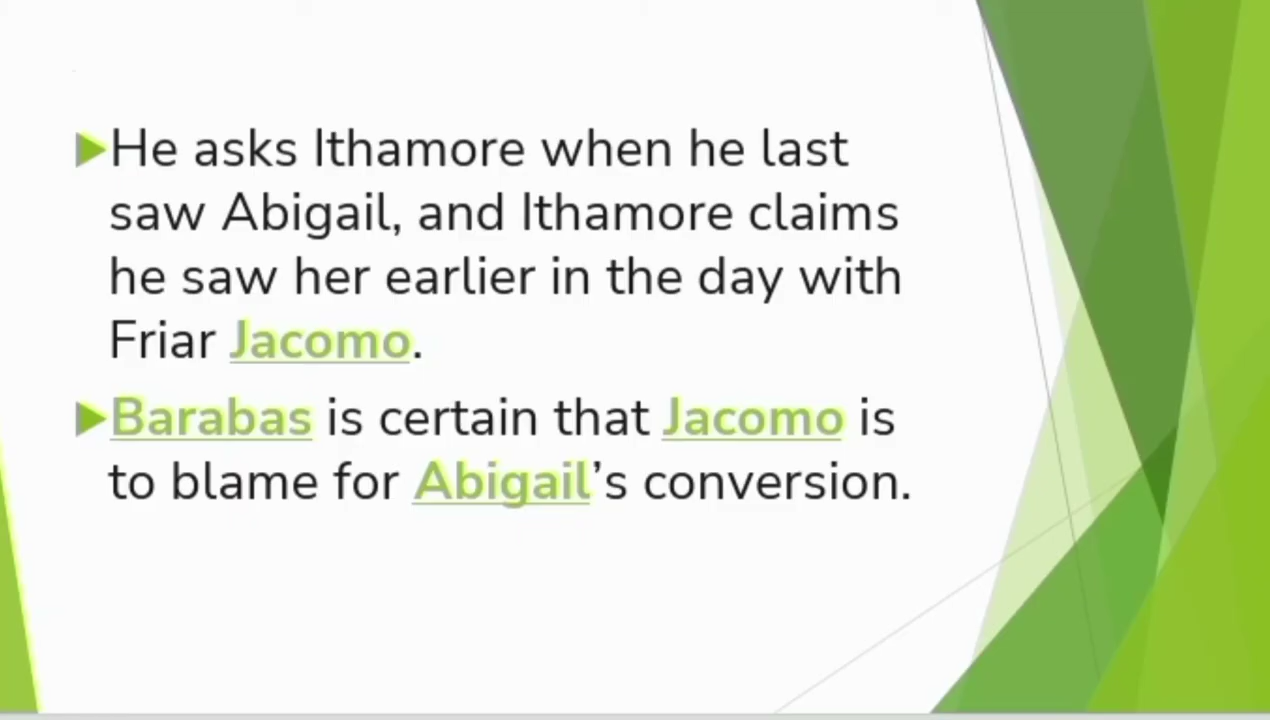 He asks Ithamore when he last
saw Abigail, and Ithamore claims
he saw her earlier in the day with
Friar Jacomo.
Barabas is certain that Jacomo is
to blame for Abigail’s conversion.